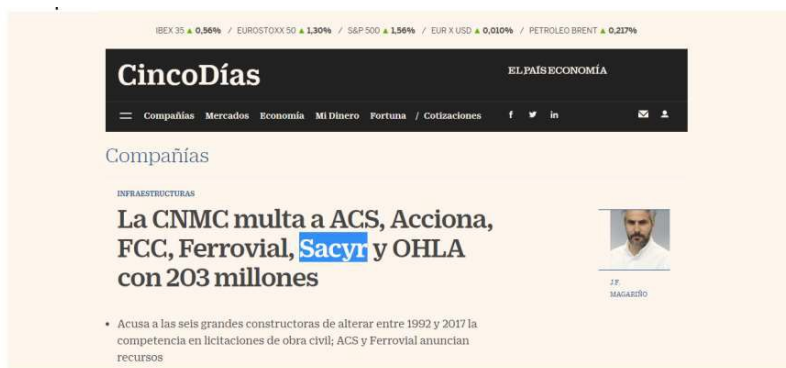 IBEX 35 ▲ 0,56% / EUROSTOXX 50 ▲ 1,30% / S&P 500 ▲ 1,56% / EUR X USD ▲ 0,010% / PETROLEO BRENT ▲ 0,217%
CincoDías
EL PAÍS ECONOMÍA
Compañías Mercados Economía Mi Dinero Fortuna / Cotizaciones f in
Compañías
INFRAESTRUCTURAS
La CNMC multa a ACS, Acciona,
FCC, Ferrovial, Sacyr y OHLA
con 203 millones
J.F.
MAGARIÑO
• Acusa a las seis grandes constructoras de alterar entre 1992 y 2017 la
competencia en licitaciones de obra civil; ACS y Ferrovial anuncian
recursos